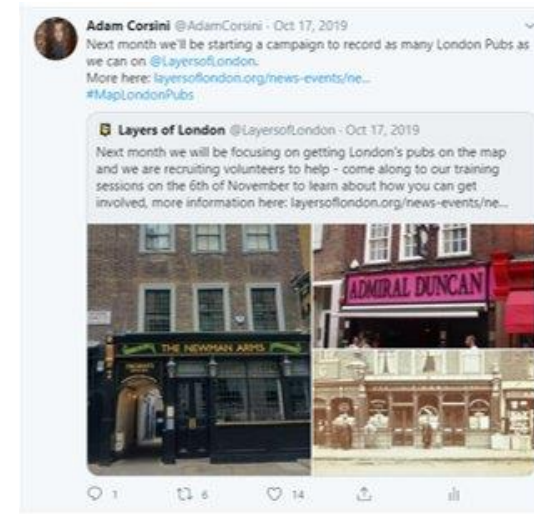 Adam Corsini @AdamCorsini · Oct 17, 2019
Next month we'll be starting a campaign to record as many London Pubs as
we can on @LayersofLondon.
More here: layersoflondon.org/news-events/ne...
#MapLondonPubs
Layers of London @LayersofLondon · Oct 17, 2019
Next month we will be focusing on getting London's pubs on the map
and we are recruiting volunteers to help - come along to our training
sessions on the 6th of November to learn about how you can get
involved, more information here: layersoflondon.org/news-events/ne...
THE NEWMAN ARMS
ADMIRAL DUNCAN
1 6 14